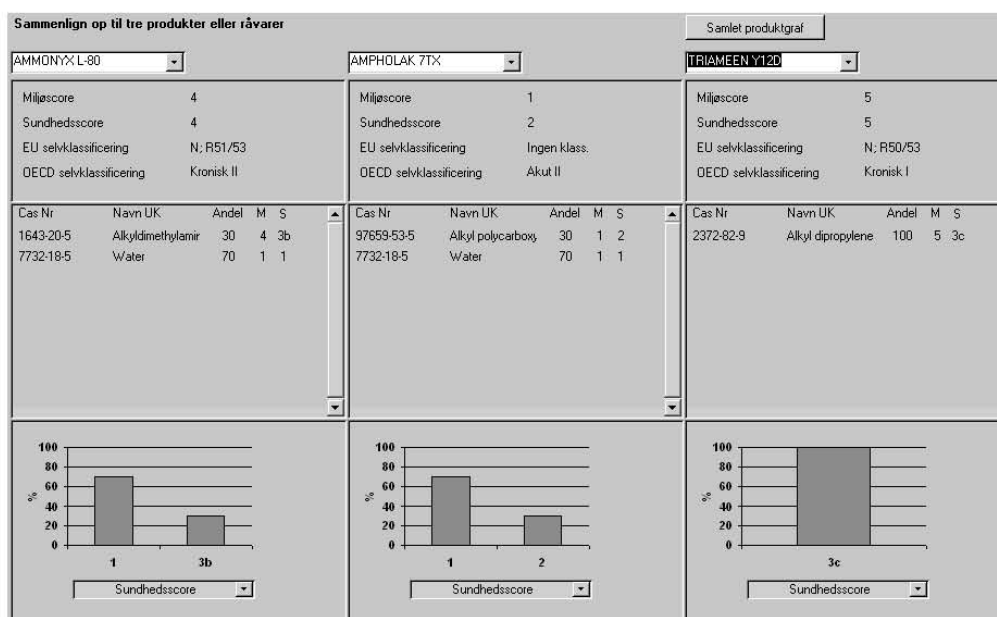 Sammenlign op til tre produkter eller råvarer
Samlet produktgraf
AMMONYX L-80
AMPHOLAK 7TX
TRIAMEEN Y12D
Miljøscore 4
Sundhedsscore 4
EU selvklassificering N; R51/53
OECD selvklassificering Kronisk II
Miljøscore 1
Sundhedsscore 2
EU selvklassificering Ingen klass.
OECD selvklassificering Akut II
Miljøscore 5
Sundhedsscore 5
EU selvklassificering N; R50/53
OECD selvklassificering Kronisk I
Cas Nr Navn UK Andel M S
1643-20-5 Alkyldimethylamir 30 4 3b
7732-18-5 Water 70 1 1
Cas Nr Navn UK Andel M S
97659-53-5 Alkyl polycarboxy 30 1 2
7732-18-5 Water 70 1 1
Cas Nr Navn UK Andel M S
2372-82-9 Alkyl dipropylene 100 5 3c
100
80
60
40
20
0
%
1 3b
Sundhedsscore
100
80
60
40
20
0
%
1 2
Sundhedsscore
100
80
60
40
20
0
%
3c
Sundhedsscore